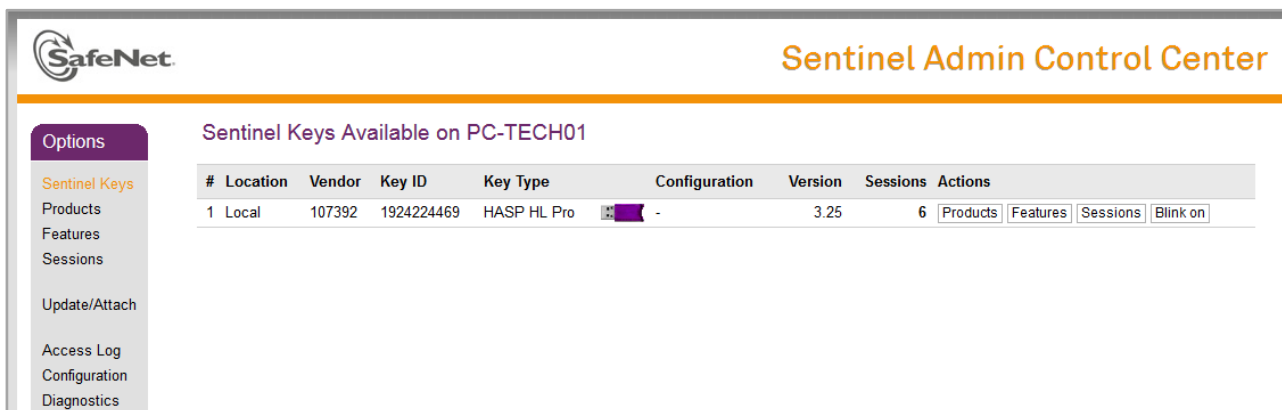 SafeNet.
Sentinel Admin Control Center
Options
Sentinel Keys
Products
Features
Sessions
Update/Attach
Access Log
Configuration
Diagnostics
Sentinel Keys Available on PC-TECH01
# Location Vendor Key ID Key Type Configuration Version Sessions Actions
1 Local 107392 1924224469 HASP HL Pro - 3.25 6 Products Features Sessions Blink on